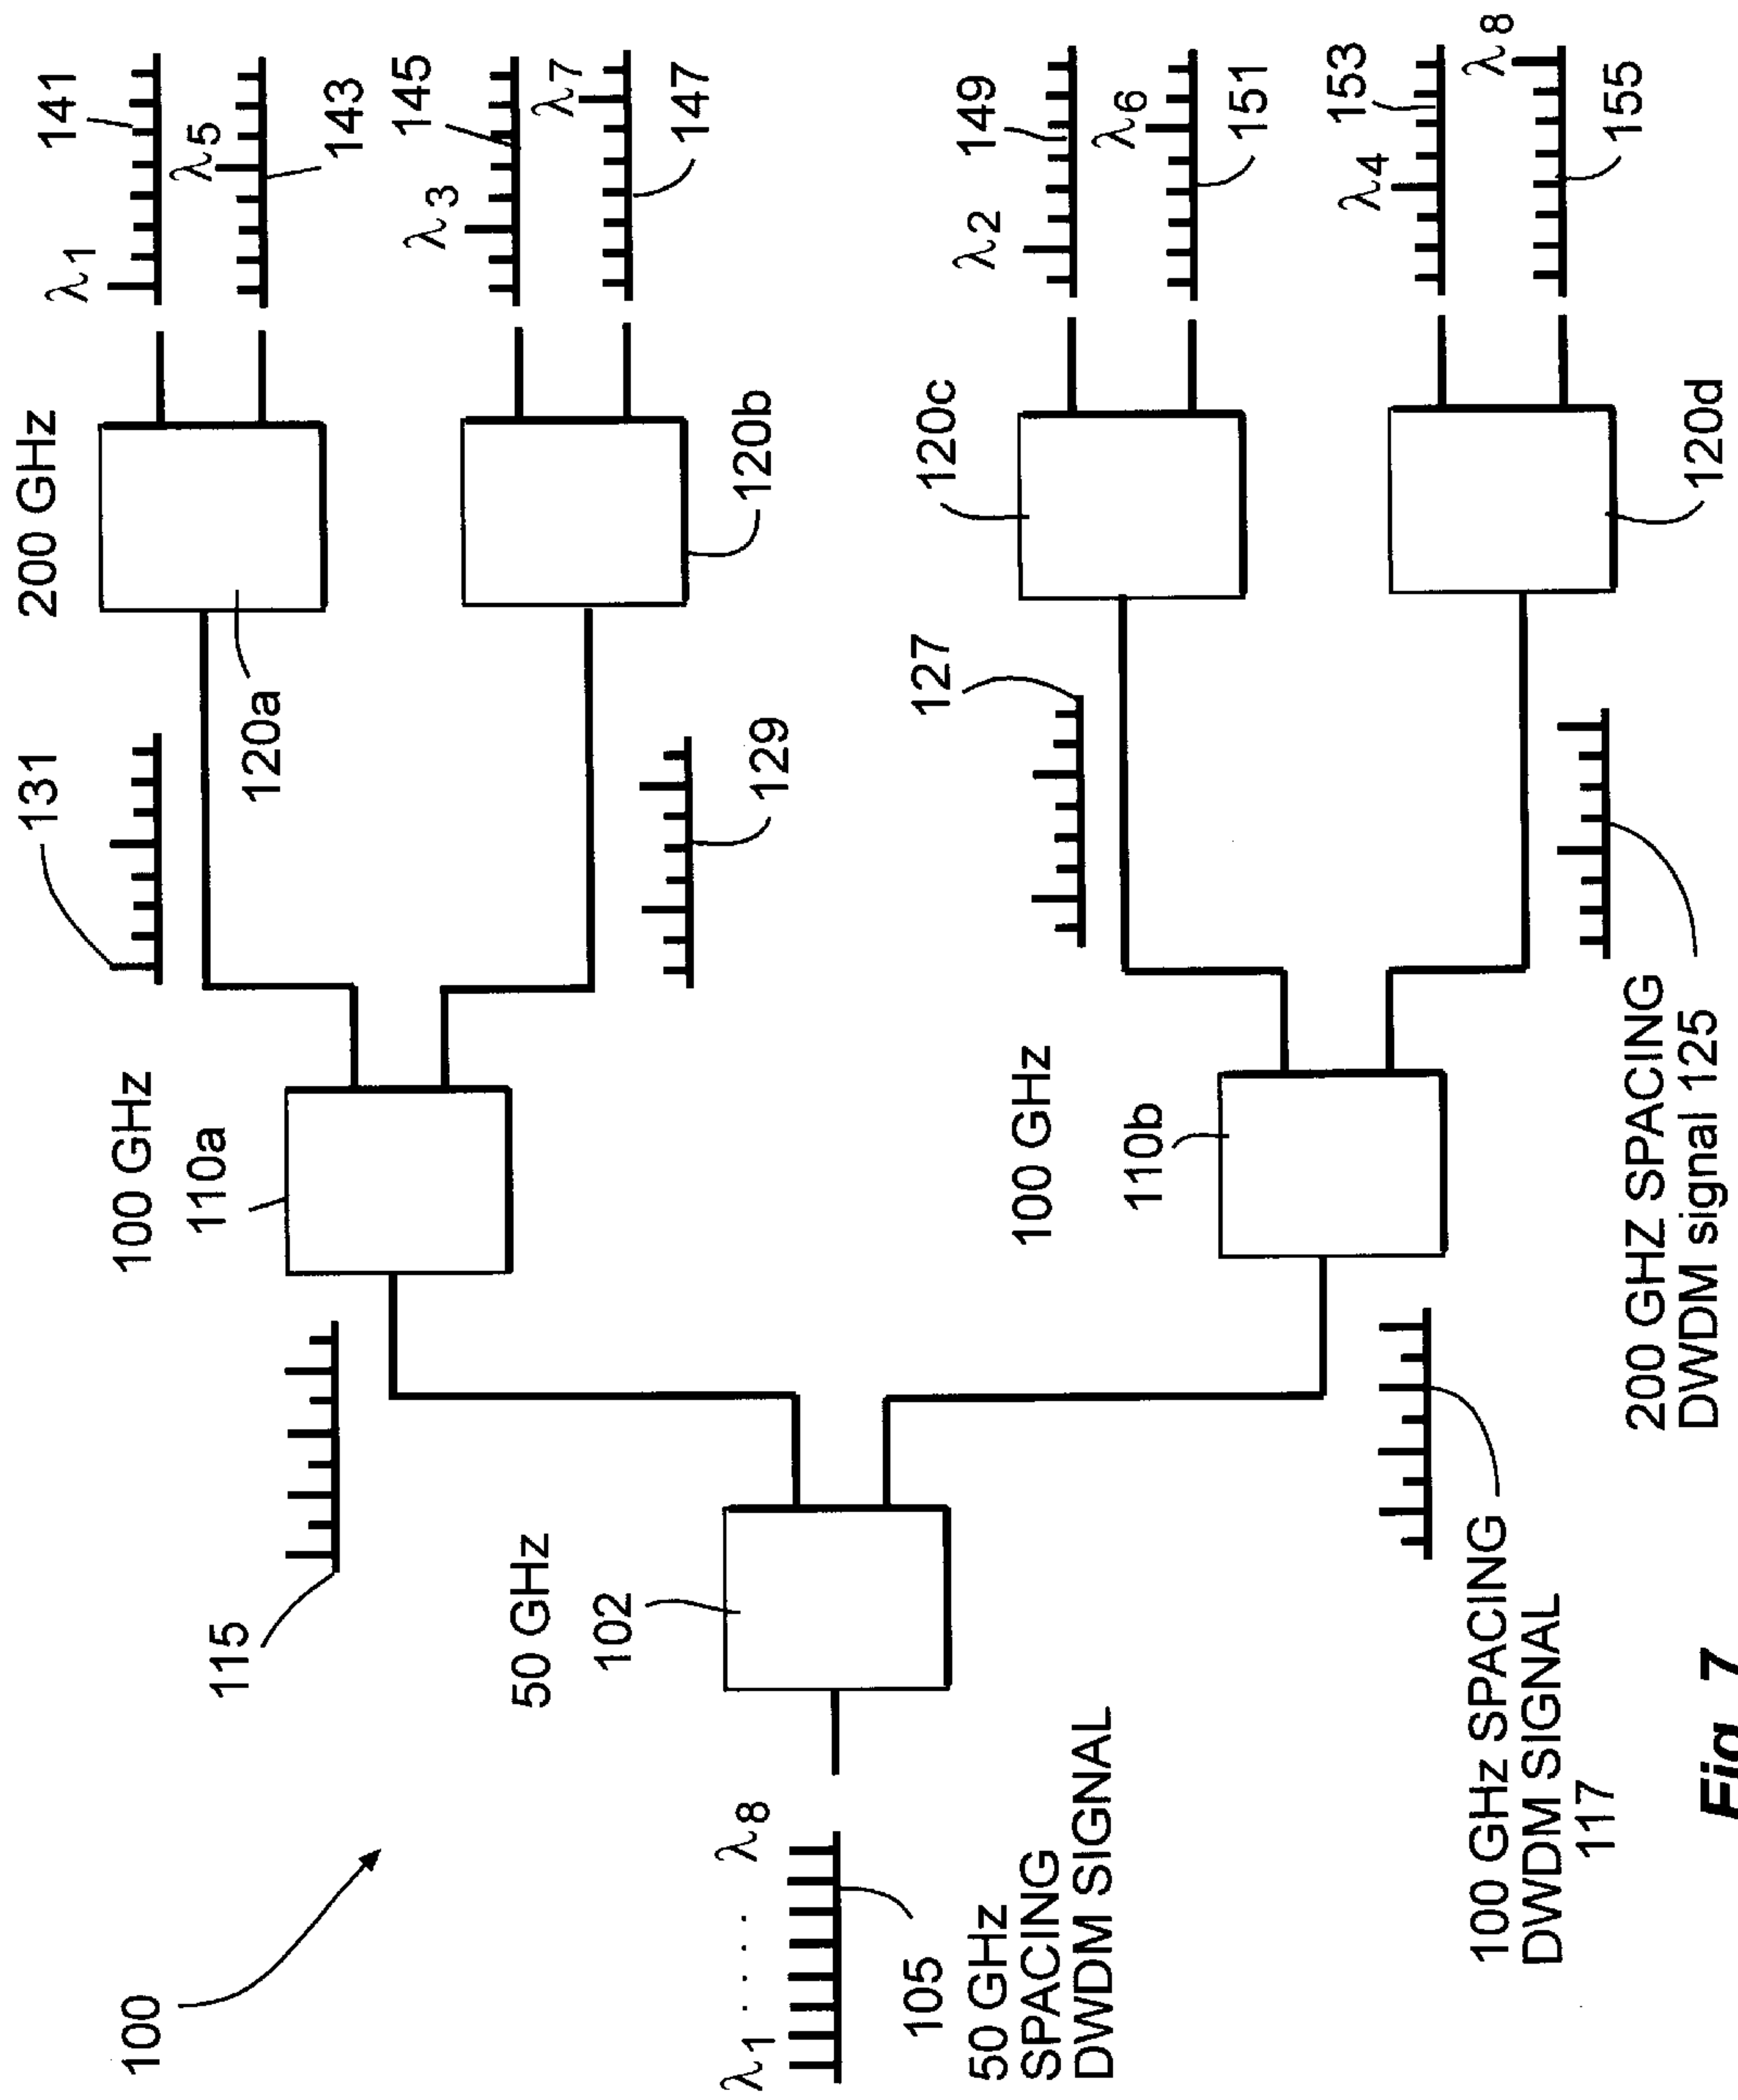 100
λ1 . . . . λ8
105
50 GHz
SPACING
DWDM SIGNAL
50 GHz
102
115
100 GHz SPACING
DWDM SIGNAL
117
100 GHz
110a
100 GHz
110b
131
129
127
200 GHZ SPACING
DWDM signal 125
200 GHz
120a
120b
120c
120d
λ1
141
λ5
143
λ3
145
λ7
147
λ2
149
λ6
151
λ4
153
λ8
155
Fig. 7